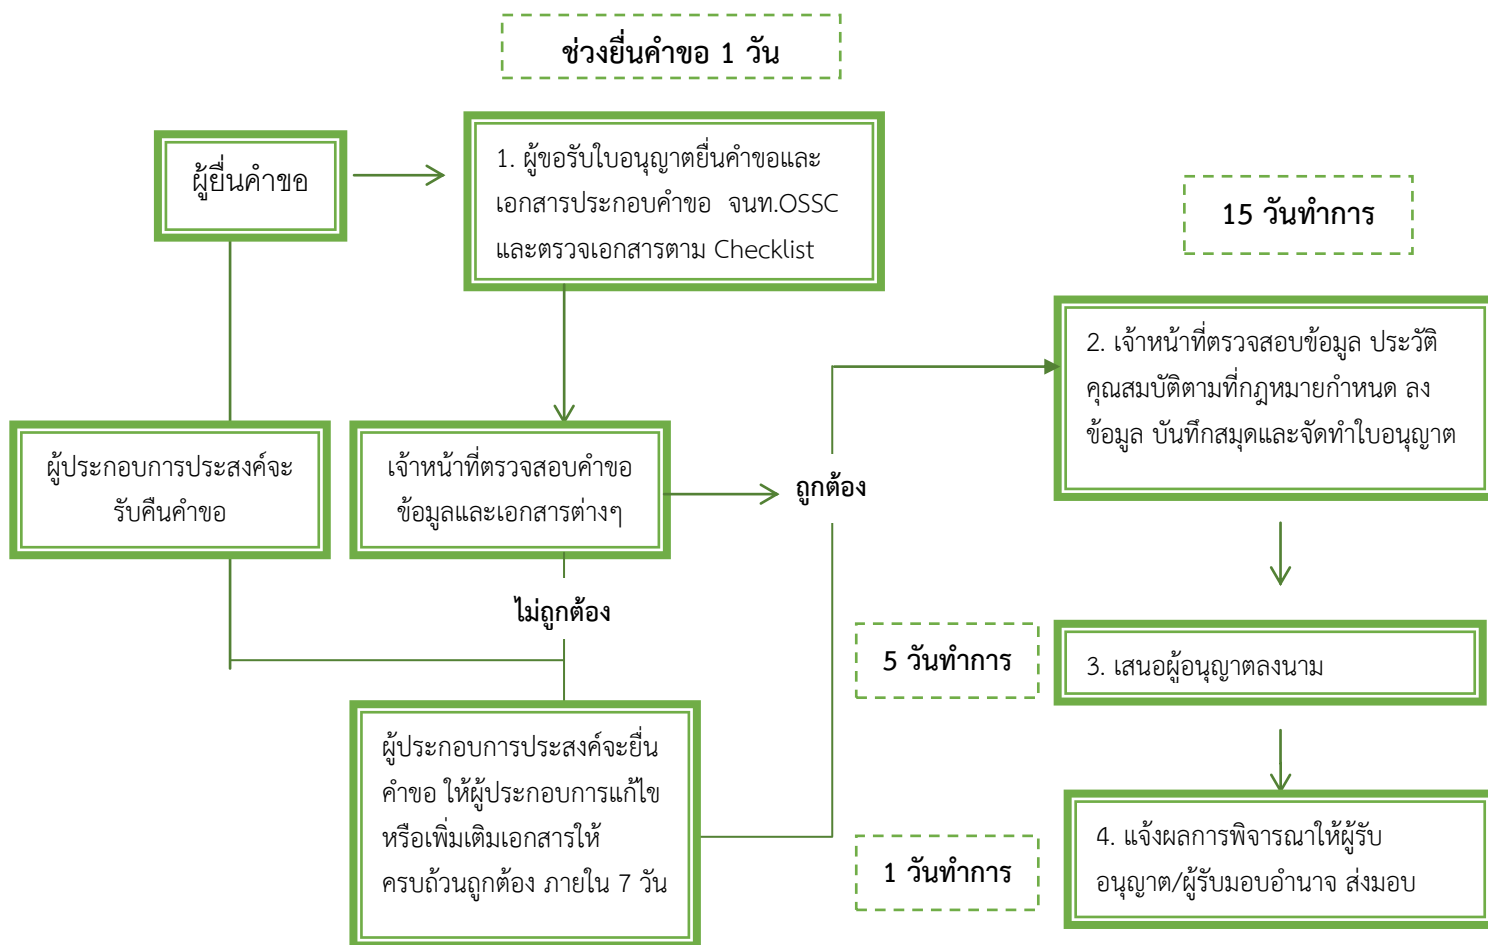 ช่วงยื่นคำขอ 1 วัน
ผู้ยื่นคำขอ
1. ผู้ขอรับใบอนุญาตยื่นคำขอและ
เอกสารประกอบคำขอ จนท.OSSC
และตรวจเอกสารตาม Checklist
15 วันทำการ
2. เจ้าหน้าที่ตรวจสอบข้อมูล ประวัติ
คุณสมบัติตามที่กฎหมายกำหนด ลง
ข้อมูล บันทึกสมุดและจัดทำใบอนุญาต
ผู้ประกอบการประสงค์จะ
รับคืนคำขอ
เจ้าหน้าที่ตรวจสอบคำขอ
ข้อมูลและเอกสารต่างๆ
ถูกต้อง
ไม่ถูกต้อง
5 วันทำการ
3. เสนอผู้อนุญาตลงนาม
ผู้ประกอบการประสงค์จะยื่น
คำขอ ให้ผู้ประกอบการแก้ไข
หรือเพิ่มเติมเอกสารให้
ครบถ้วนถูกต้อง ภายใน 7 วัน
1 วันทำการ
4. แจ้งผลการพิจารณาให้ผู้รับ
อนุญาต/ผู้รับมอบอำนาจ ส่งมอบ